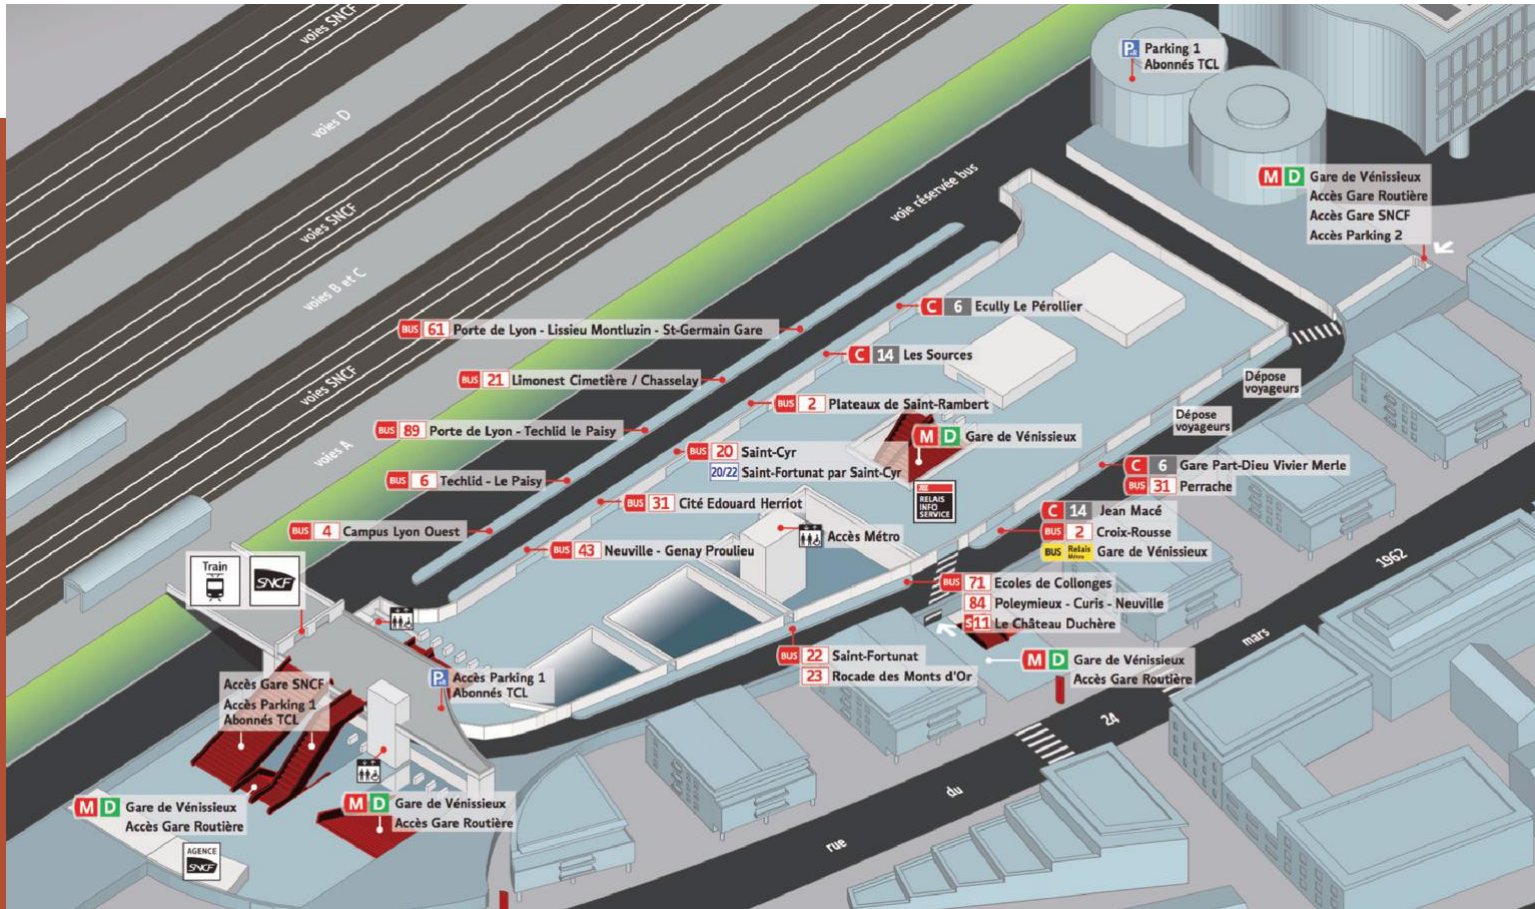 voies SNCF
voies D
voies SNCF
voies B et C
voies SNCF
voies A
voie réservée bus
P+R Parking 1
Abonnés TCL
M D Gare de Vénissieux
Accès Gare Routière
Accès Gare SNCF
Accès Parking 2
C 6 Ecully Le Pérollier
BUS 61 Porte de Lyon - Lissieu Montluzin - St-Germain Gare
C 14 Les Sources
BUS 21 Limonest Cimetière / Chasselay
BUS 2 Plateaux de Saint-Rambert
BUS 89 Porte de Lyon - Techlid le Paisy
M D Gare de Vénissieux
BUS 20 Saint-Cyr
20/22 Saint-Fortunat par Saint-Cyr
BUS 6 Techlid - Le Paisy
RELAIS
INFO
SERVICE
BUS 31 Cité Edouard Herriot
BUS 4 Campus Lyon Ouest
Accès Métro
BUS 43 Neuville - Genay Proulieu
Dépose
voyageurs
Dépose
voyageurs
C 6 Gare Part-Dieu Vivier Merle
BUS 31 Perrache
C 14 Jean Macé
BUS 2 Croix-Rousse
BUS Relais Métro Gare de Vénissieux
BUS 71 Ecoles de Collonges
84 Poleymieux - Curis - Neuville
S11 Le Château Duchère
BUS 22 Saint-Fortunat
23 Rocade des Monts d'Or
M D Gare de Vénissieux
Accès Gare Routière
Train
SNCF
Accès Gare SNCF
Accès Parking 1
Abonnés TCL
P+R Accès Parking 1
Abonnés TCL
M D Gare de Vénissieux
Accès Gare Routière
M D Gare de Vénissieux
Accès Gare Routière
AGENCE
SNCF
rue du 24 mars 1962